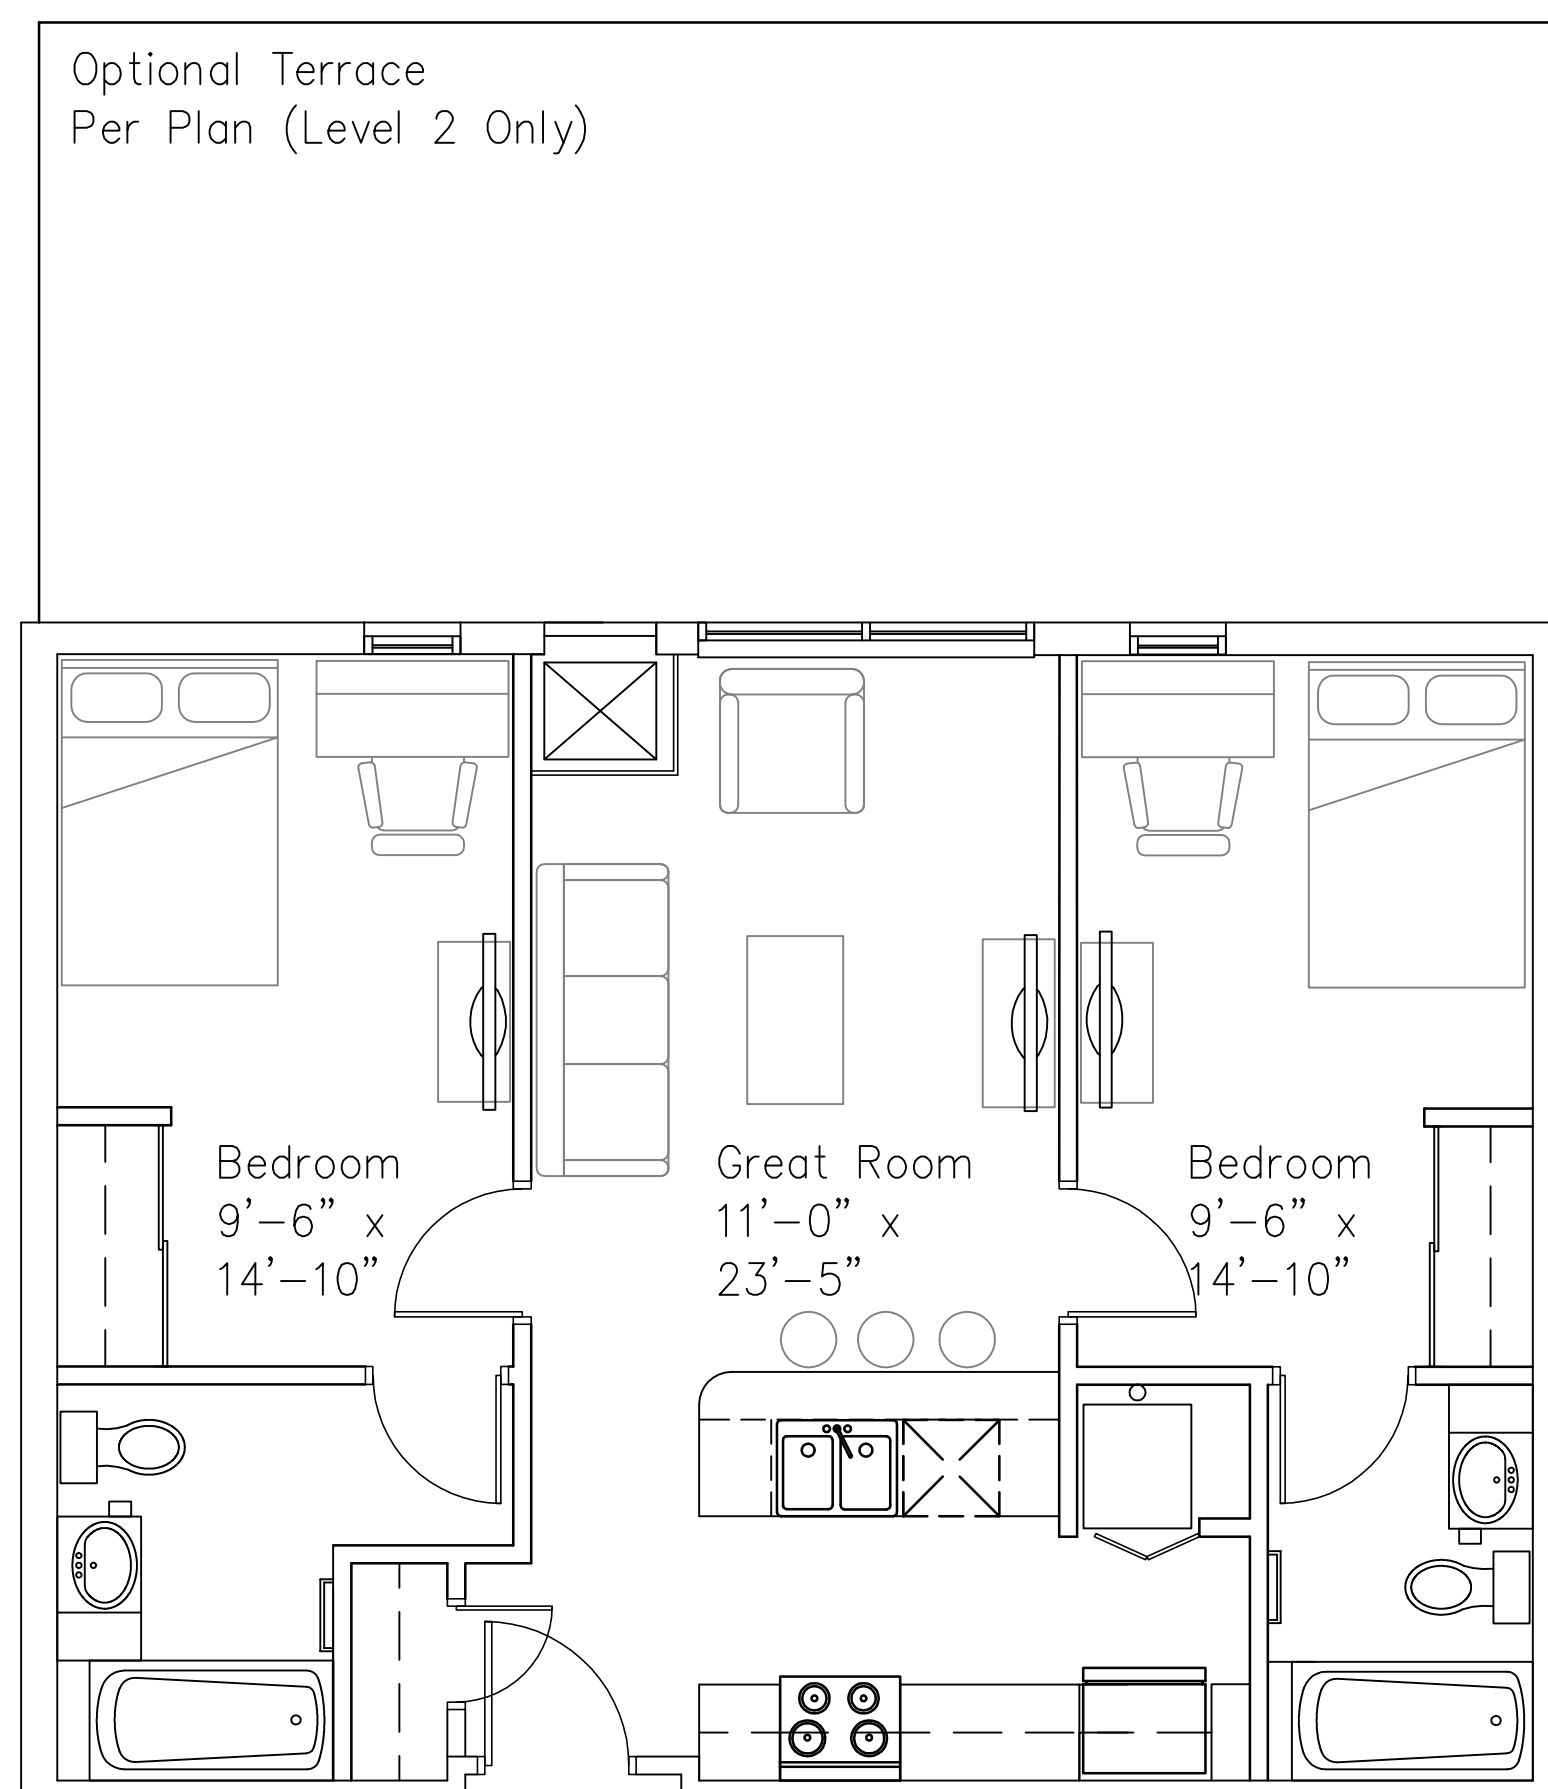 Optional Terrace
Per Plan (Level 2 Only)
Bedroom
9'-6" x
14'-10"
Great Room
11'-0" x
23'-5"
Bedroom
9'-6" x
14'-10"